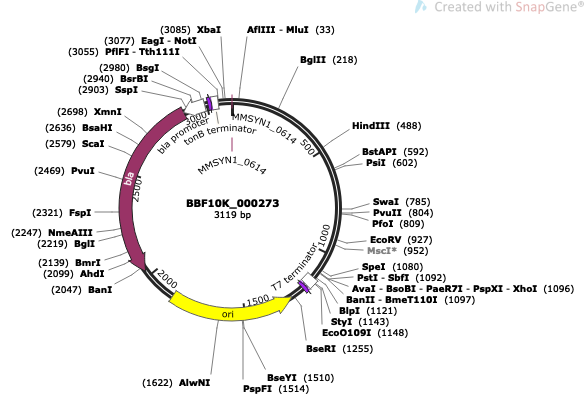 Created with SnapGene®
(3085) XbaI
AflIII - MluI (33)
(3077) EagI - NotI
(3055) PflFI - Tth111I
(2980) BsgI
(2940) BsrBI
(2903) SspI
BglII (218)
(2698) XmnI
(2636) BsaHI
(2579) ScaI
(2469) PvuI
(2321) FspI
(2247) NmeAIII
(2219) BglI
(2139) BmrI
(2099) AhdI
(2047) BanI
HindIII (488)
BstAPI (592)
PsiI (602)
SwaI (785)
PvuII (804)
PfoI (809)
EcoRV (927)
MscI* (952)
SpeI (1080)
PstI - SbfI (1092)
AvaI - BsoBI - PaeR7I - PspXI - XhoI (1096)
BanII - BmeT110I (1097)
BlpI (1121)
StyI (1143)
EcoO109I (1148)
BseRI (1255)
BseYI (1510)
PspFI (1514)
(1622) AlwNI
3000
bla promoter
tonB terminator
MMSYN1_0614
MMSYN1_0614
500
1000
T7 terminator
1500
ori
2000
2500
bla
BBF10K_000273
3119 bp